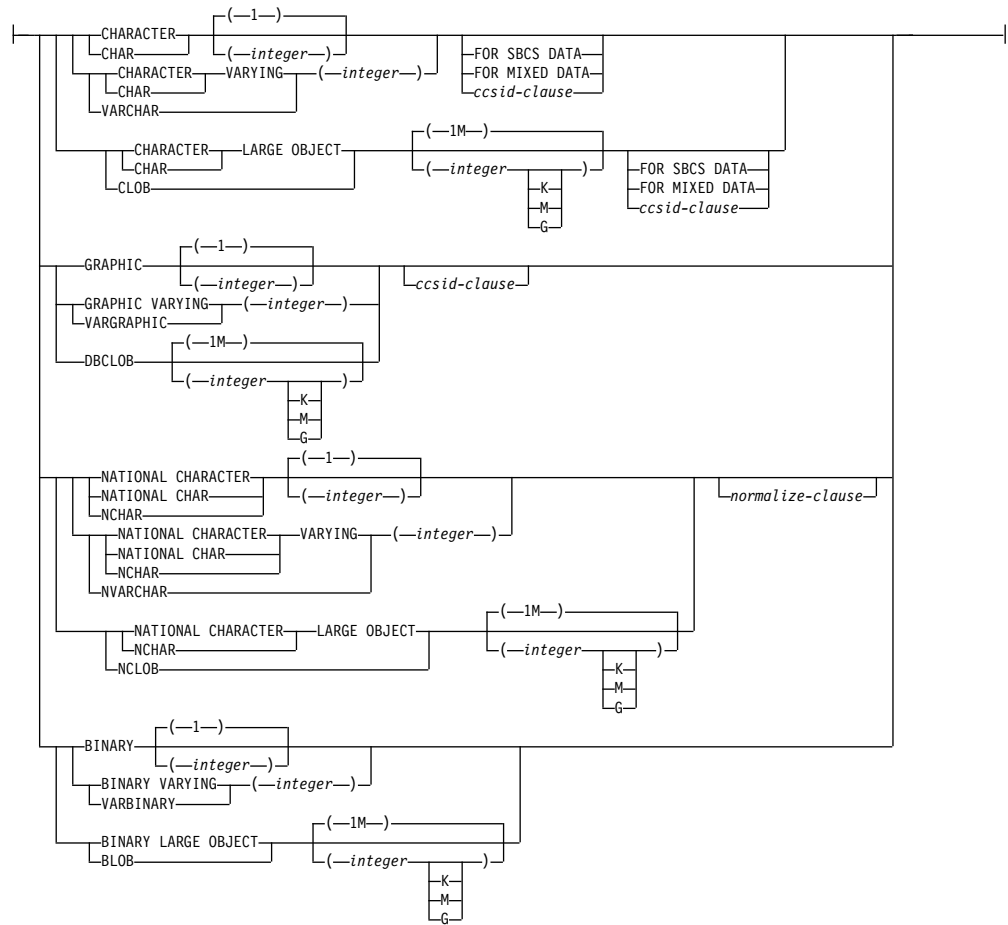 ( 1 )
CHARACTER
CHAR
( integer )
CHARACTER VARYING ( integer )
CHAR
VARCHAR
FOR SBCS DATA
FOR MIXED DATA
ccsid-clause
( 1M )
CHARACTER LARGE OBJECT
CHAR
CLOB
( integer )
K
M
G
FOR SBCS DATA
FOR MIXED DATA
ccsid-clause
( 1 )
GRAPHIC
( integer )
ccsid-clause
GRAPHIC VARYING ( integer )
VARGRAPHIC
( 1M )
DBCLOB
( integer )
K
M
G
( 1 )
NATIONAL CHARACTER
NATIONAL CHAR
NCHAR
( integer )
normalize-clause
NATIONAL CHARACTER VARYING ( integer )
NATIONAL CHAR
NCHAR
NVARCHAR
( 1M )
NATIONAL CHARACTER LARGE OBJECT
NCHAR
NCLOB
( integer )
K
M
G
( 1 )
BINARY
( integer )
BINARY VARYING ( integer )
VARBINARY
( 1M )
BINARY LARGE OBJECT
BLOB
( integer )
K
M
G